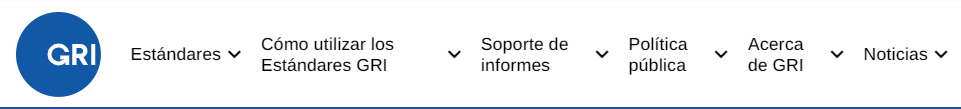 GRI
Estándares
Cómo utilizar los
Estándares GRI
Soporte de
informes
Política
pública
Acerca
de GRI
Noticias